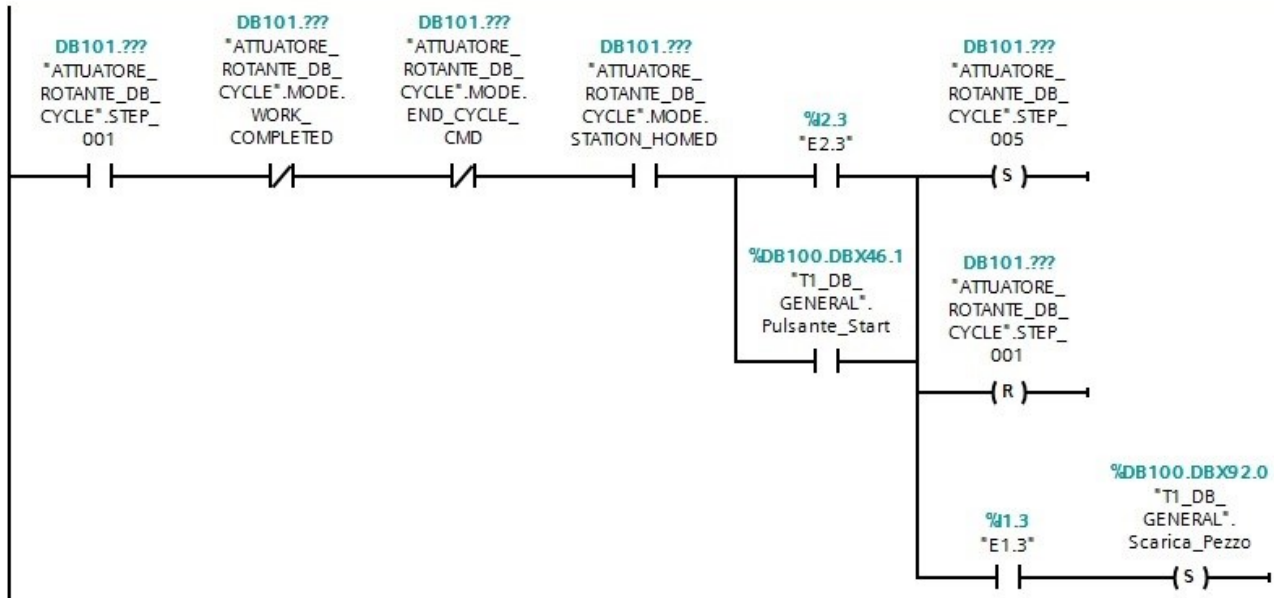 DB101.???
"ATTUATORE_
ROTANTE_DB_
CYCLE".STEP_
001
DB101.???
"ATTUATORE_
ROTANTE_DB_
CYCLE".MODE.
WORK_
COMPLETED
DB101.???
"ATTUATORE_
ROTANTE_DB_
CYCLE".MODE.
END_CYCLE_
CMD
DB101.???
"ATTUATORE_
ROTANTE_DB_
CYCLE".MODE.
STATION_HOMED
%I2.3
"E2.3"
DB101.???
"ATTUATORE_
ROTANTE_DB_
CYCLE".STEP_
005
S
%DB100.DBX46.1
"T1_DB_
GENERAL".
Pulsante_Start
DB101.???
"ATTUATORE_
ROTANTE_DB_
CYCLE".STEP_
001
R
%I1.3
"E1.3"
%DB100.DBX92.0
"T1_DB_
GENERAL".
Scarica_Pezzo
S